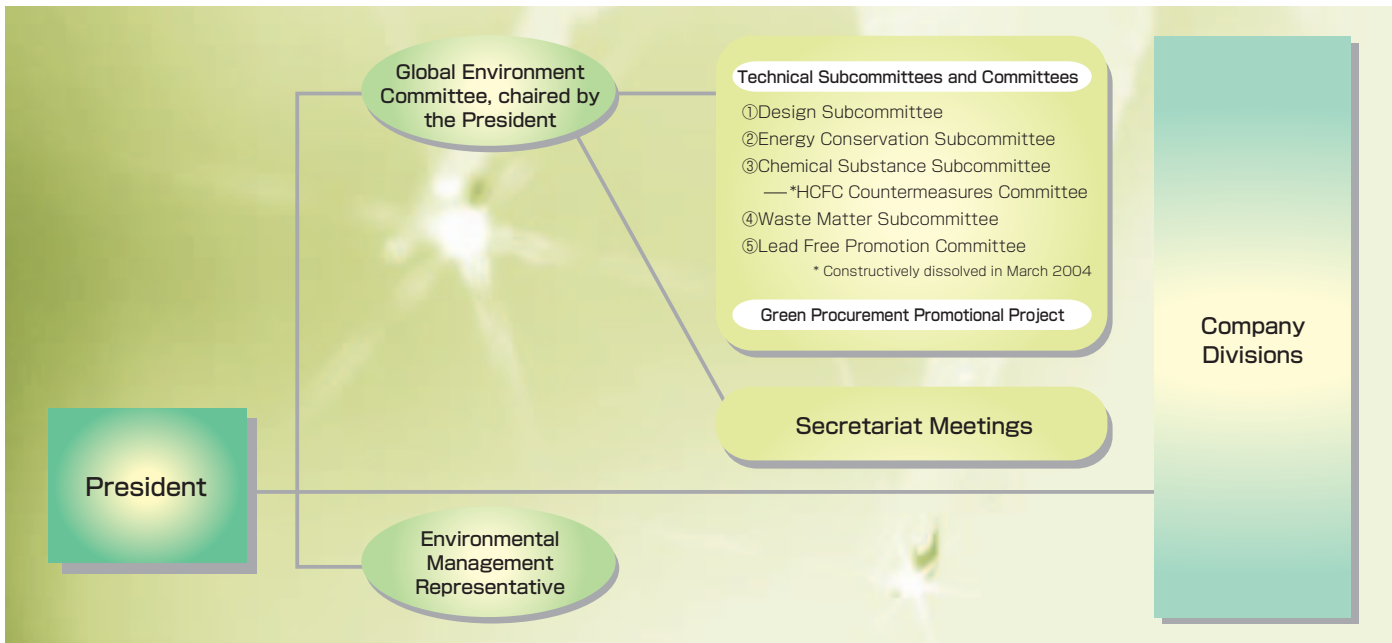 President
Global Environment
Committee, chaired by
the President
Environmental
Management
Representative
Technical Subcommittees and Committees
①Design Subcommittee
②Energy Conservation Subcommittee
③Chemical Substance Subcommittee
—*HCFC Countermeasures Committee
④Waste Matter Subcommittee
⑤Lead Free Promotion Committee
* Constructively dissolved in March 2004
Green Procurement Promotional Project
Secretariat Meetings
Company
Divisions